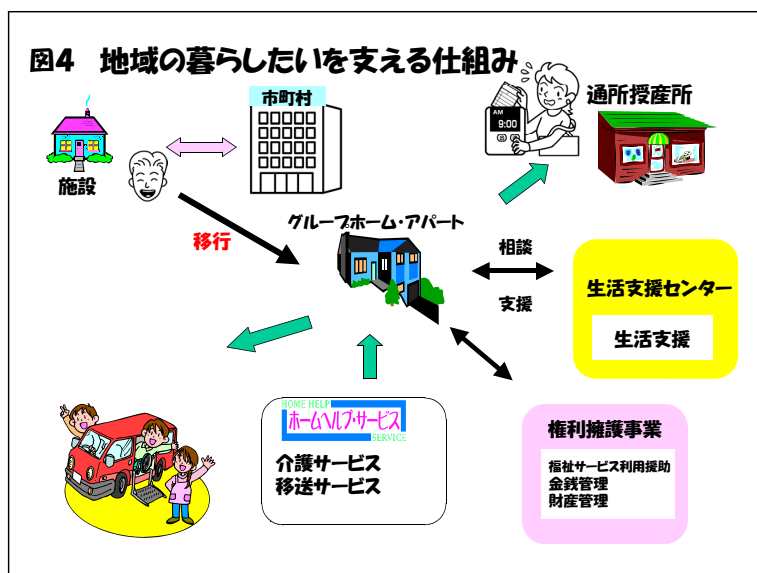 図4 地域の暮らしたいを支える仕組み
市町村
AM
9:00
通所授産所
施設
グループホーム・アパート
移行
相談
支援
生活支援センター
生活支援
HOME HELP
ホームヘルプ・サービス
SERVICE
介護サービス
移送サービス
権利擁護事業
福祉サービス利用援助
金銭管理
財産管理